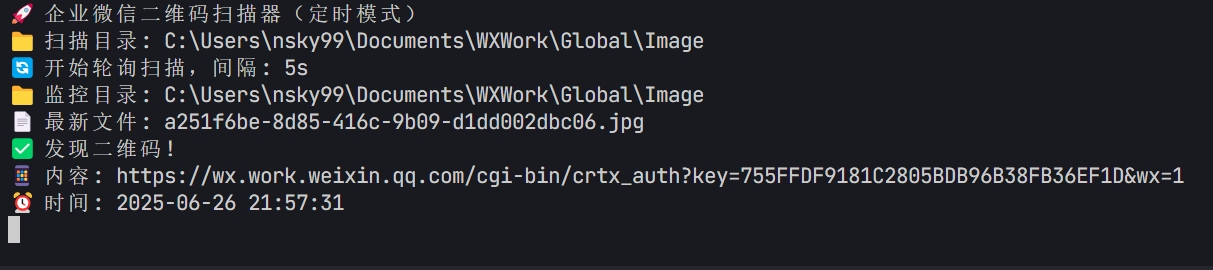 🚀 企业微信二维码扫描器（定时模式）
📁 扫描目录: C:\Users\nsky99\Documents\WXWork\Global\Image
🔄 开始轮询扫描，间隔: 5s
📁 监控目录: C:\Users\nsky99\Documents\WXWork\Global\Image
📄 最新文件: a251f6be-8d85-416c-9b09-d1dd002dbc06.jpg
✅ 发现二维码!
📱 内容: https://wx.work.weixin.qq.com/cgi-bin/crtx_auth?key=755FFDF9181C2805BDB96B38FB36EF1D&wx=1
⏰ 时间: 2025-06-26 21:57:31